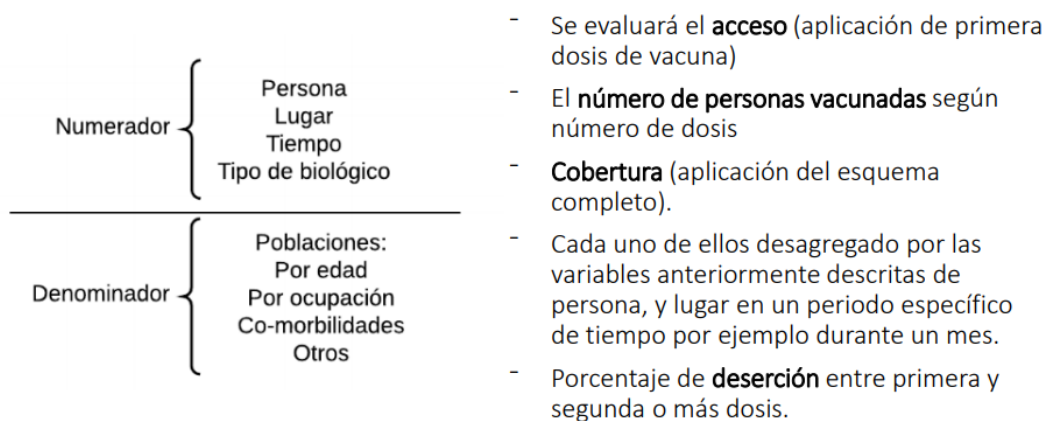 Numerador
Persona
Lugar
Tiempo
Tipo de biológico
Denominador
Poblaciones:
Por edad
Por ocupación
Co-morbilidades
Otros
- Se evaluará el acceso (aplicación de primera
dosis de vacuna)
- El número de personas vacunadas según
número de dosis
- Cobertura (aplicación del esquema
completo).
- Cada uno de ellos desagregado por las
variables anteriormente descritas de
persona, y lugar en un periodo específico
de tiempo por ejemplo durante un mes.
- Porcentaje de deserción entre primera y
segunda o más dosis.